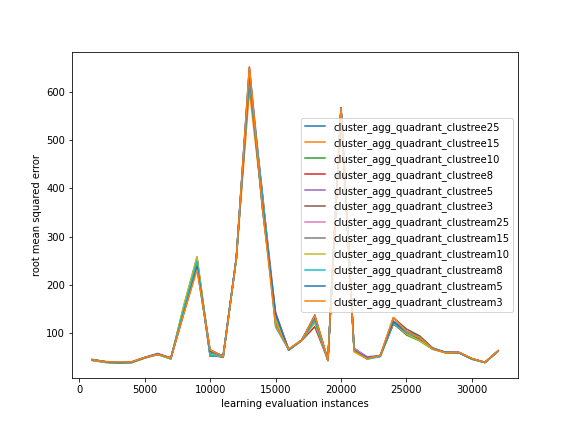 600
500
400
300
200
100
root mean squared error
cluster_agg_quadrant_clustree25
cluster_agg_quadrant_clustree15
cluster_agg_quadrant_clustree10
cluster_agg_quadrant_clustree8
cluster_agg_quadrant_clustree5
cluster_agg_quadrant_clustree3
cluster_agg_quadrant_clustream25
cluster_agg_quadrant_clustream15
cluster_agg_quadrant_clustream10
cluster_agg_quadrant_clustream8
cluster_agg_quadrant_clustream5
cluster_agg_quadrant_clustream3
0 5000 10000 15000 20000 25000 30000
learning evaluation instances